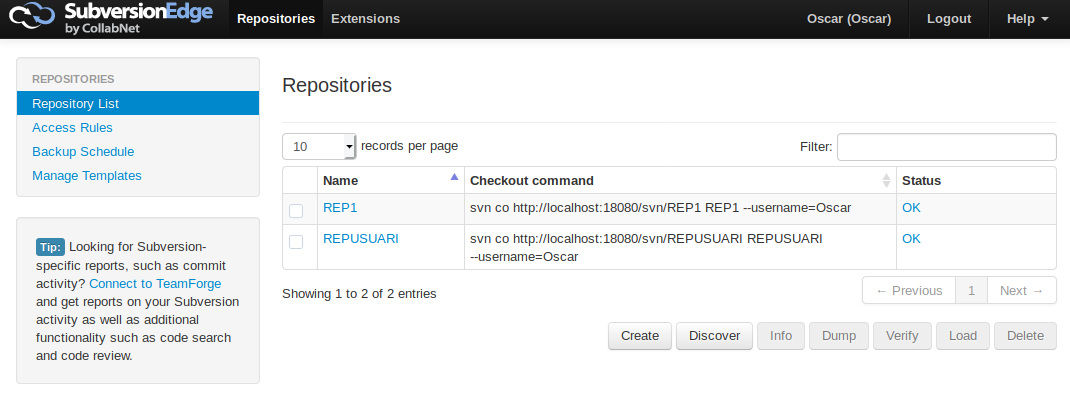 SubversionEdge
by CollabNet
Repositories Extensions
Oscar (Oscar) Logout Help
REPOSITORIES
Repository List
Access Rules
Backup Schedule
Manage Templates
Tip: Looking for Subversion-
specific reports, such as commit
activity? Connect to TeamForge
and get reports on your Subversion
activity as well as additional
functionality such as code search
and code review.
Repositories
10 records per page
Filter:
Name Checkout command Status
REP1 svn co http://localhost:18080/svn/REP1 REP1 --username=Oscar OK
REPUSUARI svn co http://localhost:18080/svn/REPUSUARI REPUSUARI OK
--username=Oscar
Showing 1 to 2 of 2 entries
← Previous 1 Next →
Create Discover Info Dump Verify Load Delete